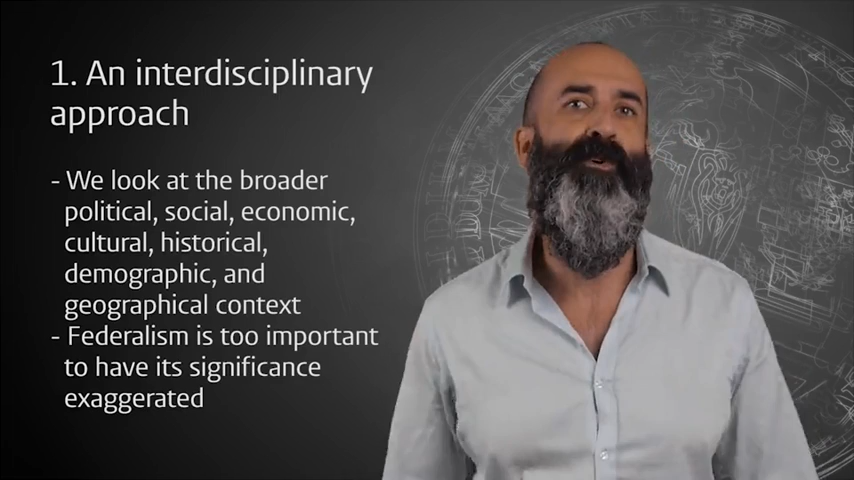 1. An interdisciplinary
approach
- We look at the broader
political, social, economic,
cultural, historical,
demographic, and
geographical context
- Federalism is too important
to have its significance
exaggerated